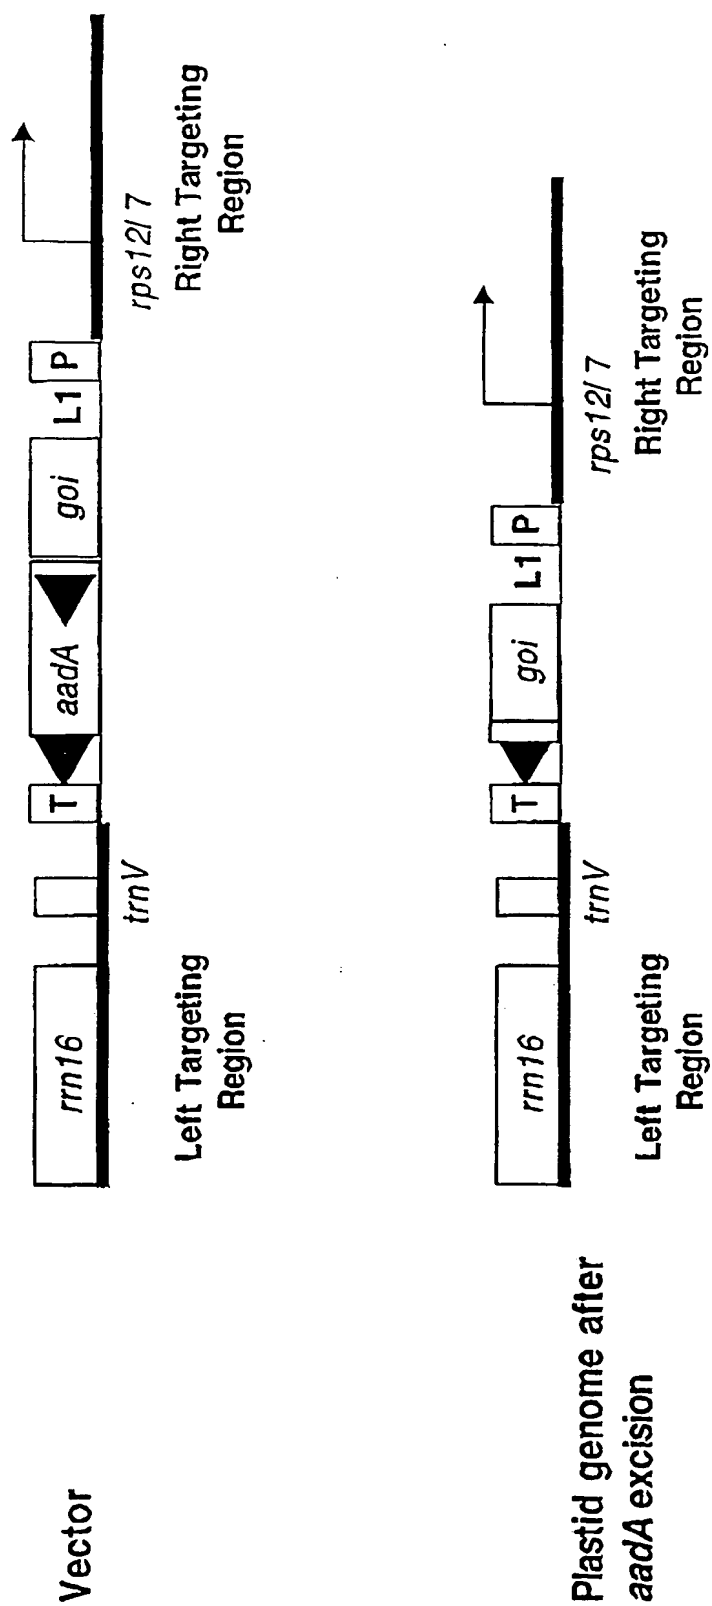 Vector
rrn16
trnV
T
aadA
goi
L1
P
rps12/7
Left Targeting
Region
Right Targeting
Region
Plastid genome after
aadA excision
rrn16
trnV
T
goi
L1
P
rps12/7
Left Targeting
Region
Right Targeting
Region